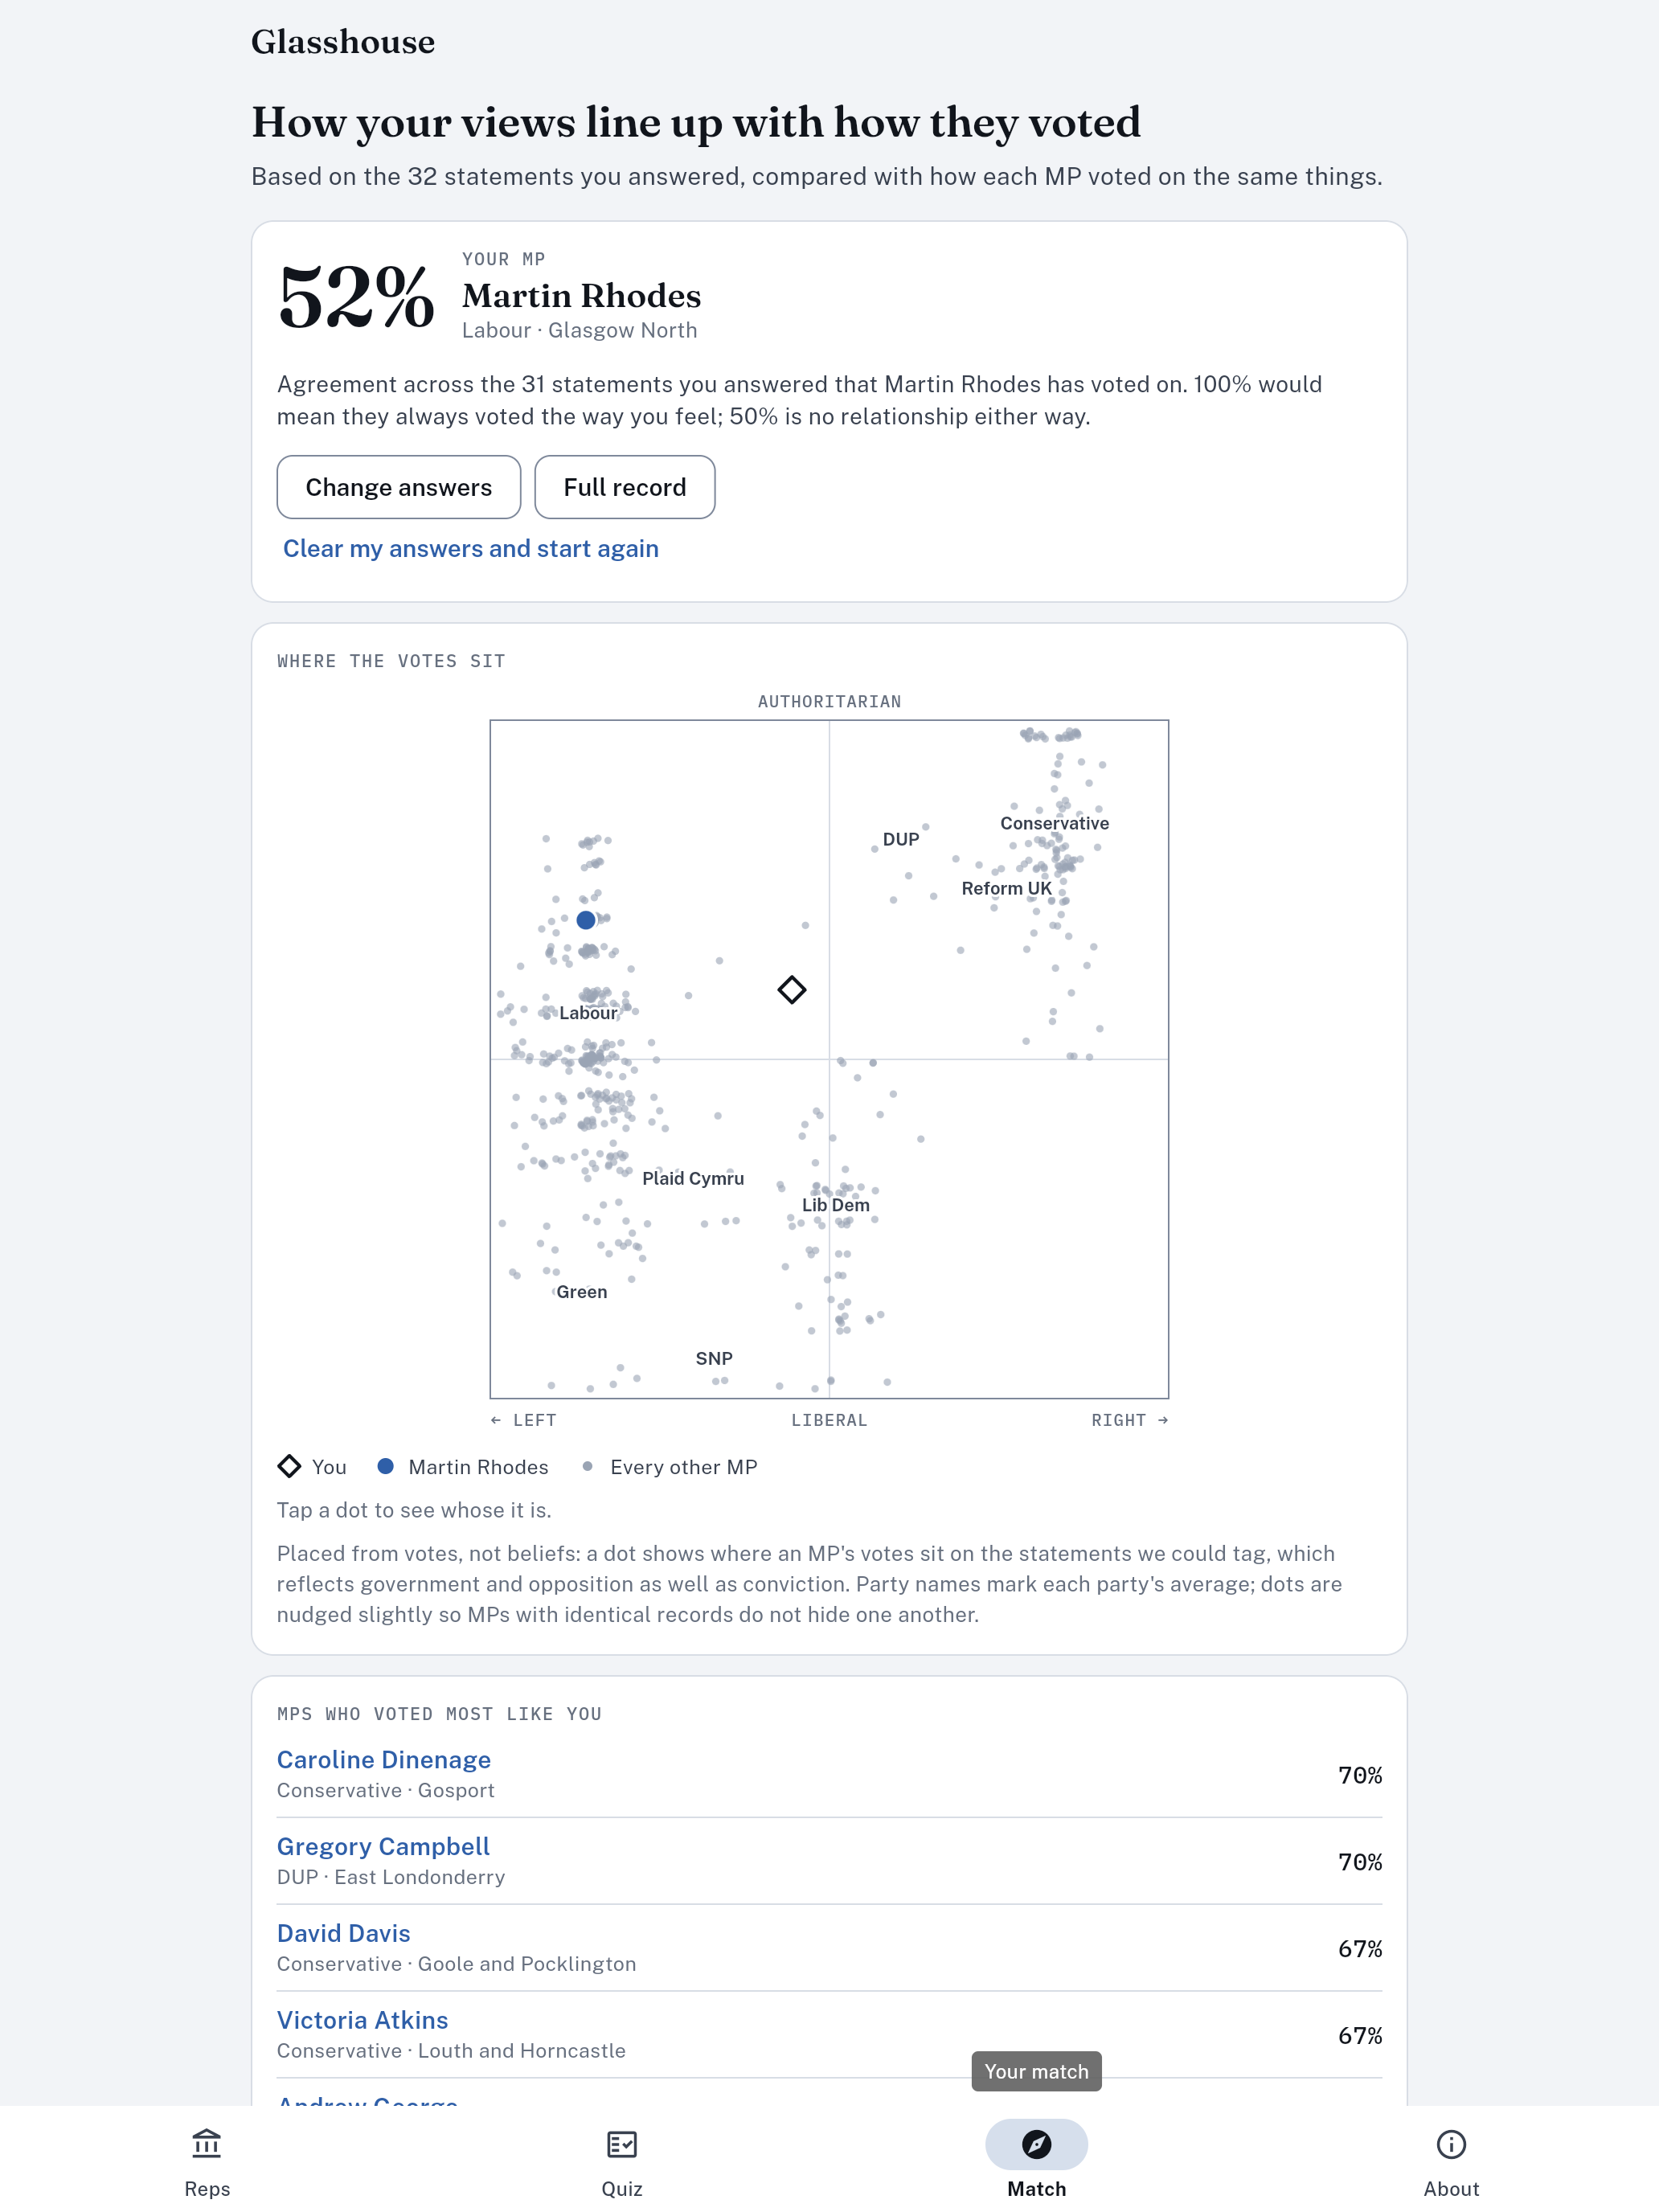 Glasshouse
How your views line up with how they voted
Based on the 32 statements you answered, compared with how each MP voted on the same things.
52%
YOUR MP
Martin Rhodes
Labour · Glasgow North
Agreement across the 31 statements you answered that Martin Rhodes has voted on. 100% would
mean they always voted the way you feel; 50% is no relationship either way.
Change answers
Full record
Clear my answers and start again
WHERE THE VOTES SIT
AUTHORITARIAN
Conservative
DUP
Reform UK
Labour
Plaid Cymru
Lib Dem
Green
SNP
← LEFT
LIBERAL
RIGHT →
You
Martin Rhodes
Every other MP
Tap a dot to see whose it is.
Placed from votes, not beliefs: a dot shows where an MP's votes sit on the statements we could tag, which
reflects government and opposition as well as conviction. Party names mark each party's average; dots are
nudged slightly so MPs with identical records do not hide one another.
MPS WHO VOTED MOST LIKE YOU
Caroline Dinenage
Conservative · Gosport
70%
Gregory Campbell
DUP · East Londonderry
70%
David Davis
Conservative · Goole and Pocklington
67%
Victoria Atkins
Conservative · Louth and Horncastle
67%
Your match
Andrew George
Reps
Quiz
Match
About